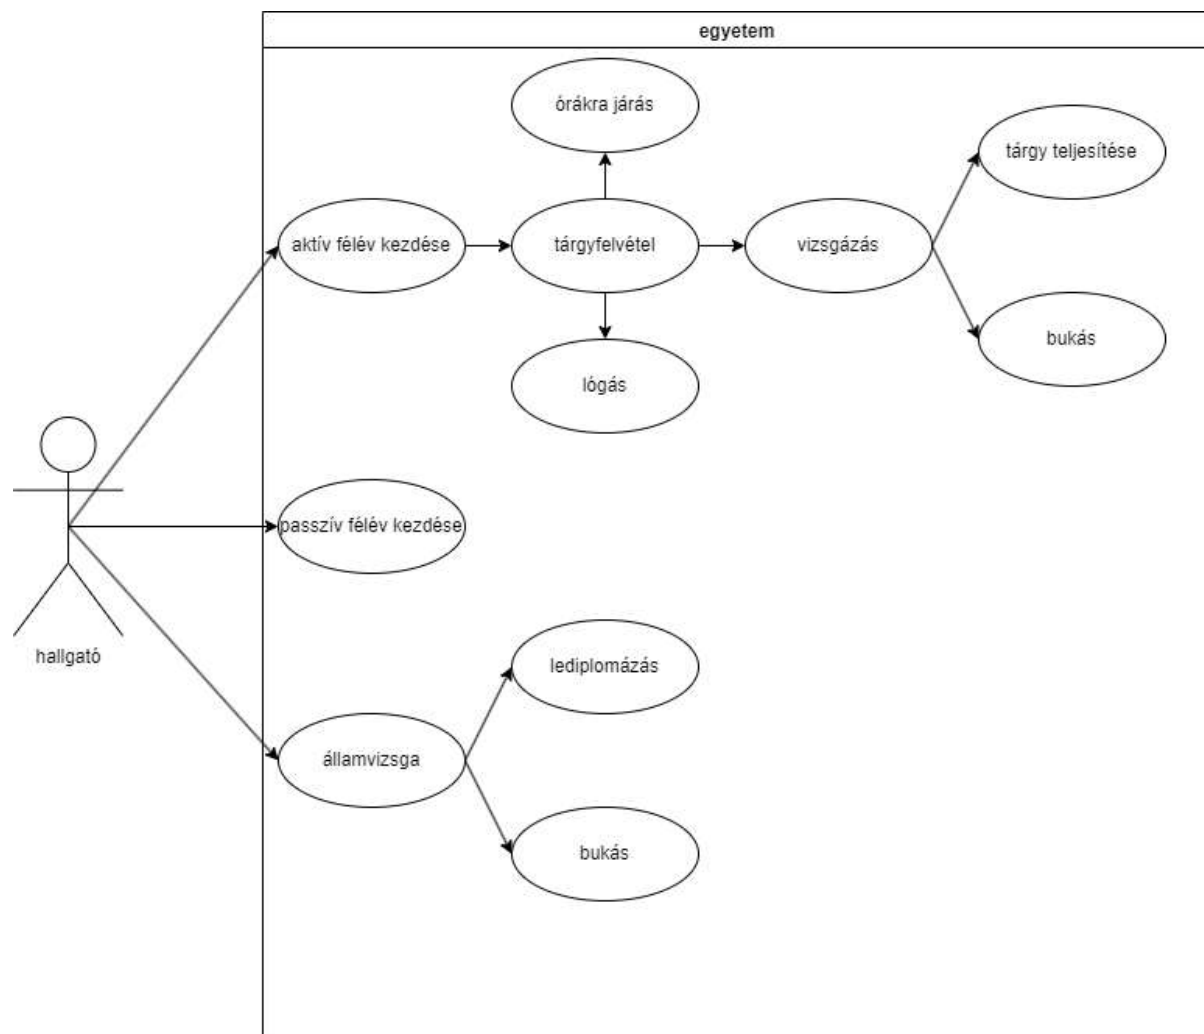 egyetem
órákra járás
tárgy teljesítése
aktív félév kezdése
tárgyfelvétel
vizsgázás
bukás
lógás
passzív félév kezdése
hallgató
lediplomázás
államvizsga
bukás